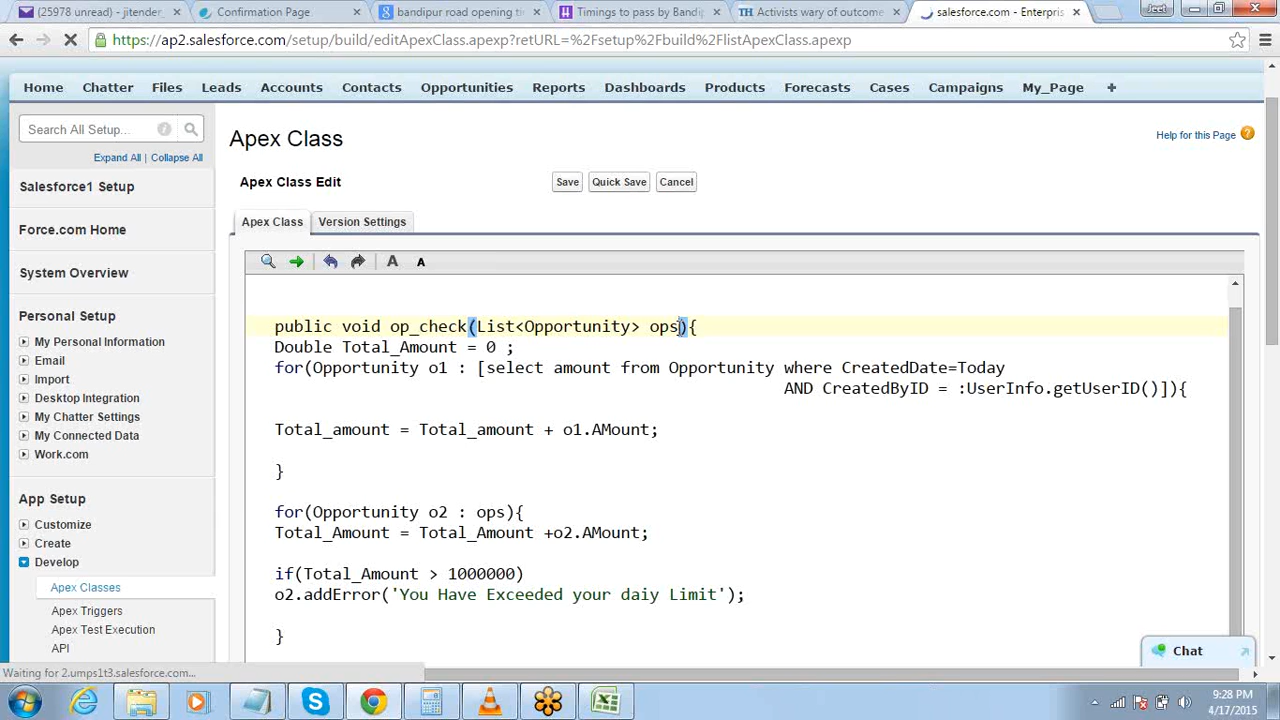 (25978 unread) - jitender_
Confirmation Page
bandipur road opening ti
Timings to pass by Bandip
TH Activists wary of outcome
salesforce.com - Enterpris
Jeet
https://ap2.salesforce.com/setup/build/editApexClass.apexp?retURL=%2Fsetup%2Fbuild%2FlistApexClass.apexp
Home Chatter Files Leads Accounts Contacts Opportunities Reports Dashboards Products Forecasts Cases Campaigns My_Page +
Search All Setup...
Expand All | Collapse All
Salesforce1 Setup
Force.com Home
System Overview
Personal Setup
My Personal Information
Email
Import
Desktop Integration
My Chatter Settings
My Connected Data
Work.com
App Setup
Customize
Create
Develop
Apex Classes
Apex Triggers
Apex Test Execution
API
Apex Class
Help for this Page
Apex Class Edit
Save Quick Save Cancel
Apex Class Version Settings
A A
public void op_check(List<Opportunity> ops){
Double Total_Amount = 0 ;
for(Opportunity o1 : [select amount from Opportunity where CreatedDate=Today
AND CreatedByID = :UserInfo.getUserID()]){
Total_amount = Total_amount + o1.AMount;
}
for(Opportunity o2 : ops){
Total_Amount = Total_Amount +o2.AMount;
if(Total_Amount > 1000000)
o2.addError('You Have Exceeded your daiy Limit');
}
Chat
Waiting for 2.umps1t3.salesforce.com...
9:28 PM
4/17/2015